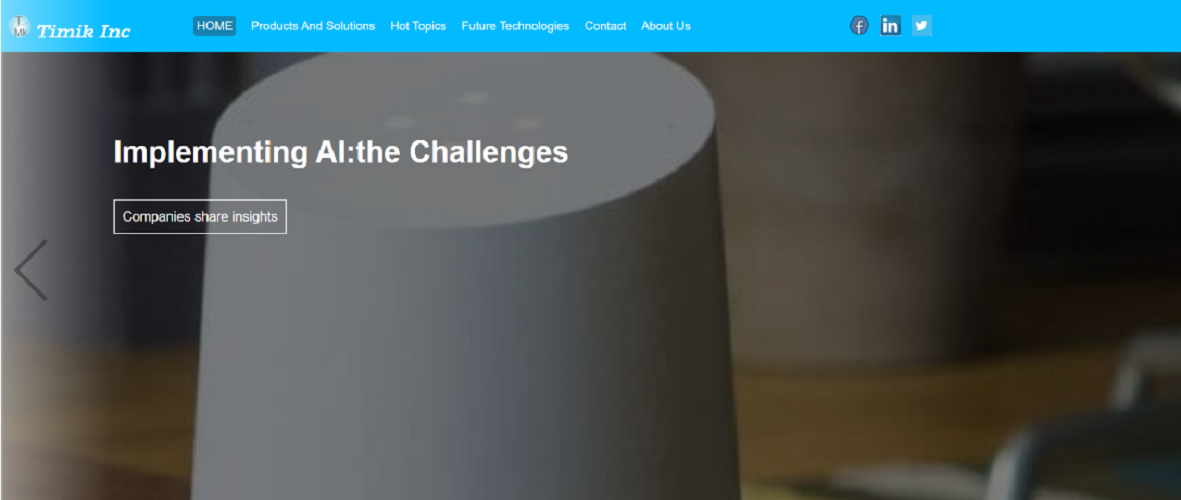 TMk
Timik Inc
HOME
Products And Solutions
Hot Topics
Future Technologies
Contact
About Us
f
in
Implementing AI:the Challenges
Companies share insights